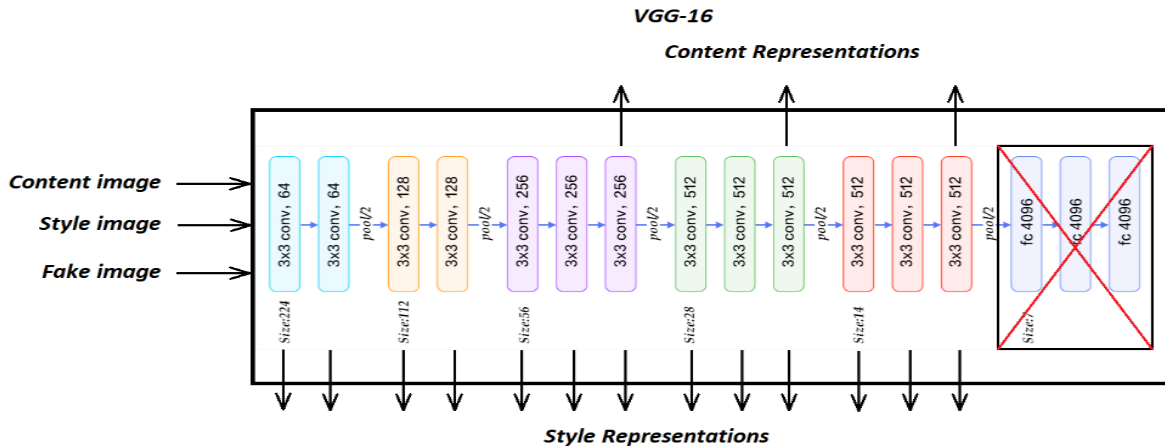 VGG-16
Content Representations
Content image
Style image
Fake image
3x3 conv, 64
3x3 conv, 64
pool/2
3x3 conv, 128
3x3 conv, 128
pool/2
3x3 conv, 256
3x3 conv, 256
3x3 conv, 256
pool/2
3x3 conv, 512
3x3 conv, 512
3x3 conv, 512
pool/2
3x3 conv, 512
3x3 conv, 512
3x3 conv, 512
pool/2
fc 4096
fc 4096
fc 4096
Size:224
Size:112
Size:56
Size:28
Size:14
Size:7
Style Representations